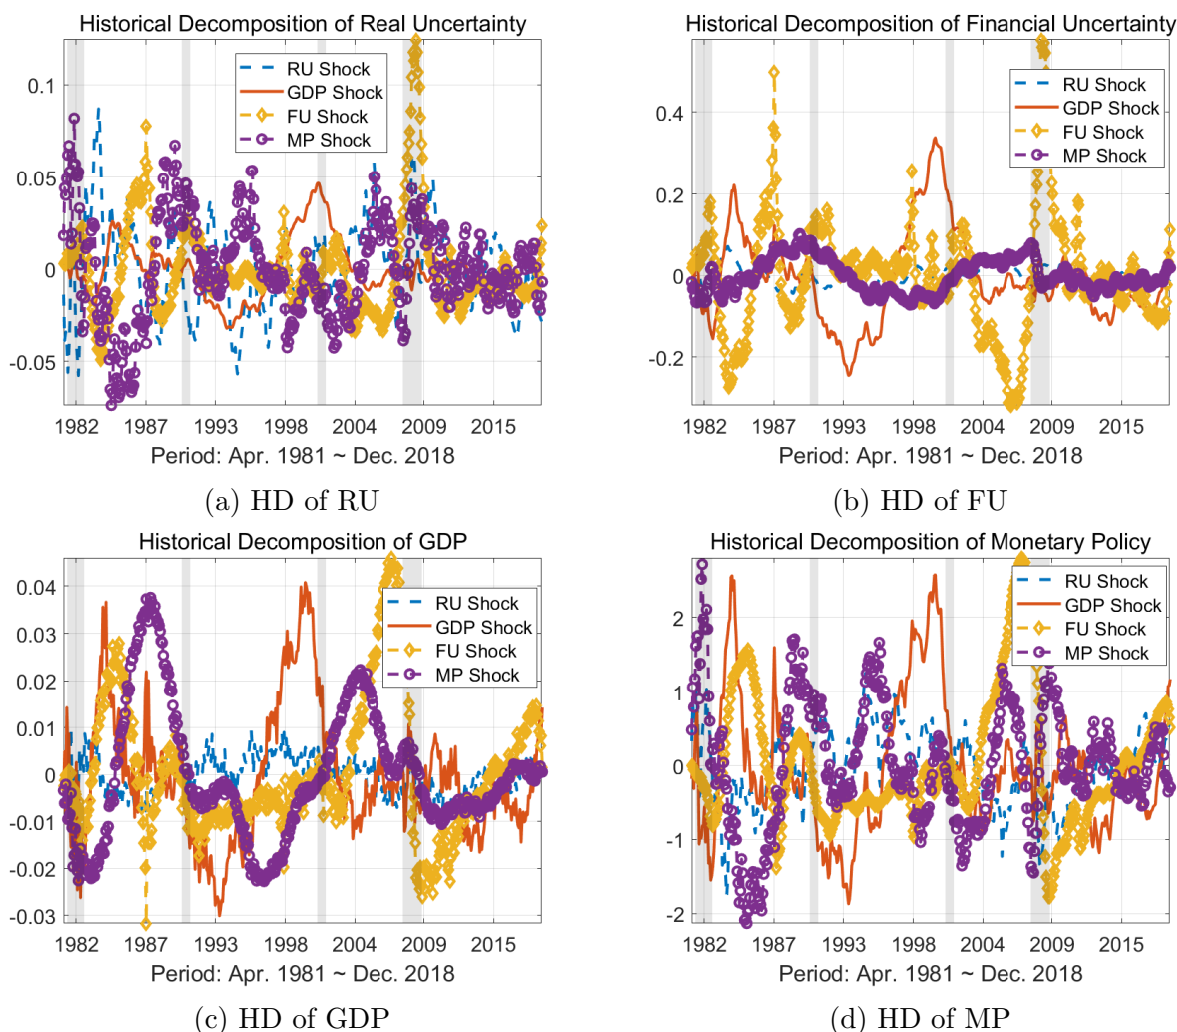 Historical Decomposition of Real Uncertainty
0.1
0.05
0
-0.05
RU Shock
GDP Shock
FU Shock
MP Shock
1982 1987 1993 1998 2004 2009 2015
Period: Apr. 1981 ~ Dec. 2018
(a) HD of RU
Historical Decomposition of Financial Uncertainty
0.4
0.2
0
-0.2
RU Shock
GDP Shock
FU Shock
MP Shock
1982 1987 1993 1998 2004 2009 2015
Period: Apr. 1981 ~ Dec. 2018
(b) HD of FU
Historical Decomposition of GDP
0.04
0.03
0.02
0.01
0
-0.01
-0.02
-0.03
RU Shock
GDP Shock
FU Shock
MP Shock
1982 1987 1993 1998 2004 2009 2015
Period: Apr. 1981 ~ Dec. 2018
(c) HD of GDP
Historical Decomposition of Monetary Policy
2
1
0
-1
-2
RU Shock
GDP Shock
FU Shock
MP Shock
1982 1987 1993 1998 2004 2009 2015
Period: Apr. 1981 ~ Dec. 2018
(d) HD of MP